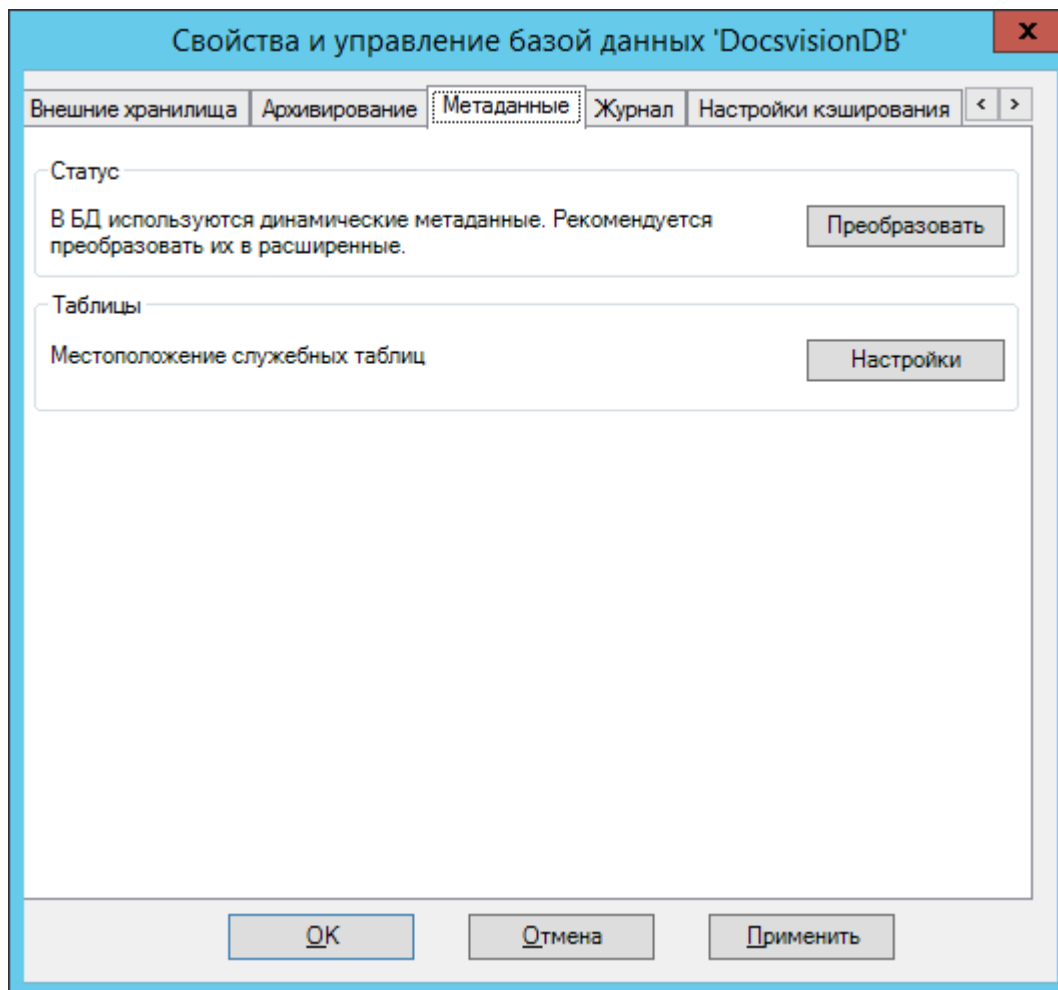 Свойства и управление базой данных 'DocsvisionDB'
x
Внешние хранилища Архивирование Метаданные Журнал Настройки кэширования < >
Статус
В БД используются динамические метаданные. Рекомендуется
преобразовать их в расширенные.
Преобразовать
Таблицы
Местоположение служебных таблиц
Настройки
OK Отмена Применить